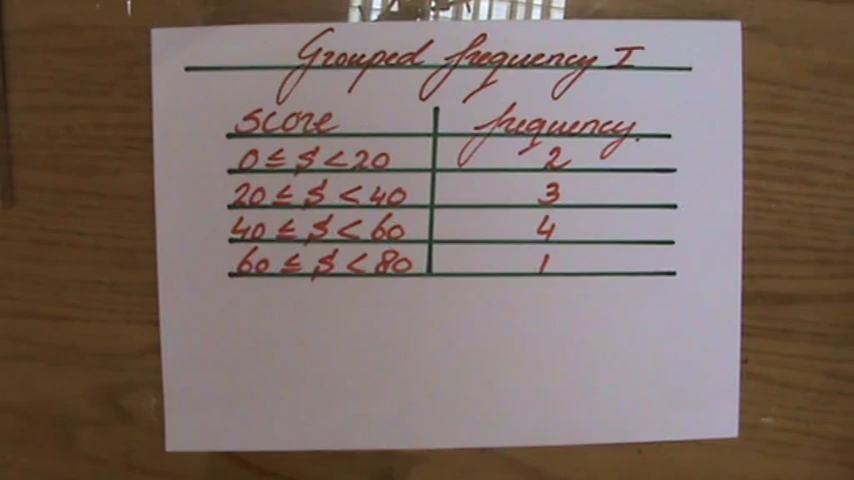 Grouped frequency I
score frequency.
0 ≤ s < 20 2
20 ≤ s < 40 3
40 ≤ s < 60 4
60 ≤ s < 80 1